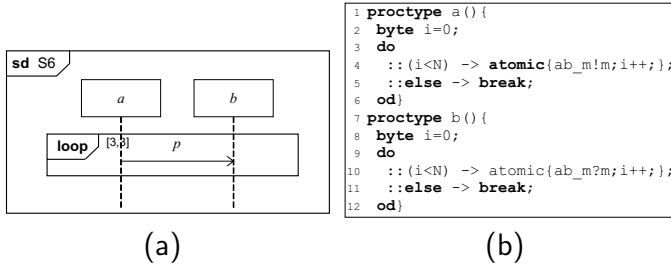 sd S6
a
b
loop
[3,3]
p
(a)
1 proctype a(){
2 byte i=0;
3 do
4 ::(i<N) -> atomic{ab_m!m;i++;};
5 ::else -> break;
6 od}
7 proctype b(){
8 byte i=0;
9 do
10 ::(i<N) -> atomic{ab_m?m;i++;};
11 ::else -> break;
12 od}
(b)